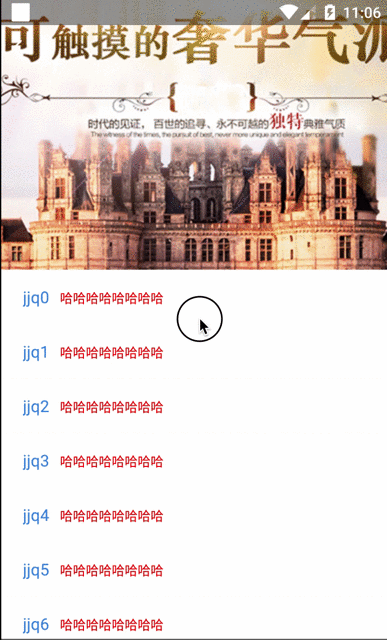 11:06
可触摸的奢华气派
时代的见证，百世的追寻、永不可越的独特典雅气质
The witness of the times, the pursuit of best, never more unique and elegant temperament
jjq0 哈哈哈哈哈哈哈哈
jjq1 哈哈哈哈哈哈哈哈
jjq2 哈哈哈哈哈哈哈哈
jjq3 哈哈哈哈哈哈哈哈
jjq4 哈哈哈哈哈哈哈哈
jjq5 哈哈哈哈哈哈哈哈
jjq6 哈哈哈哈哈哈哈哈